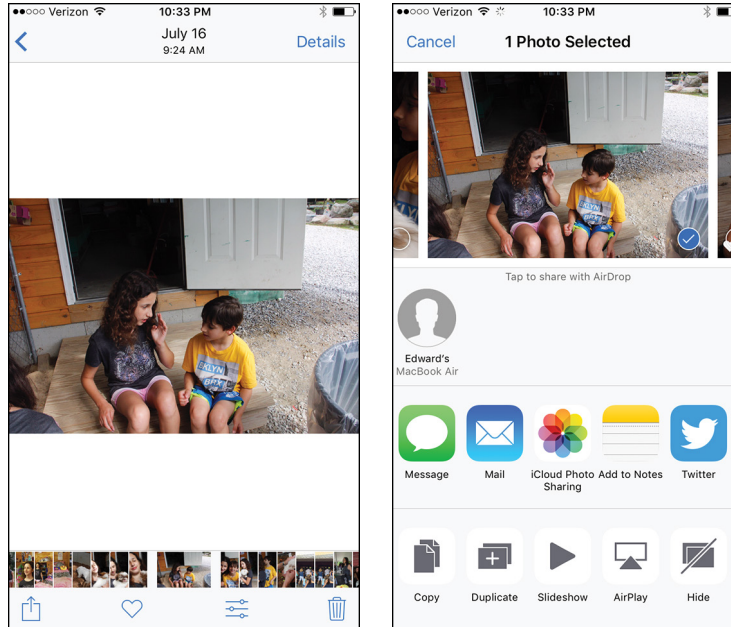 Verizon 10:33 PM
July 16
9:24 AM
Details
Verizon 10:33 PM
Cancel 1 Photo Selected
Tap to share with AirDrop
Edward's
MacBook Air
Message Mail iCloud Photo Sharing Add to Notes Twitter
Copy Duplicate Slideshow AirPlay Hide